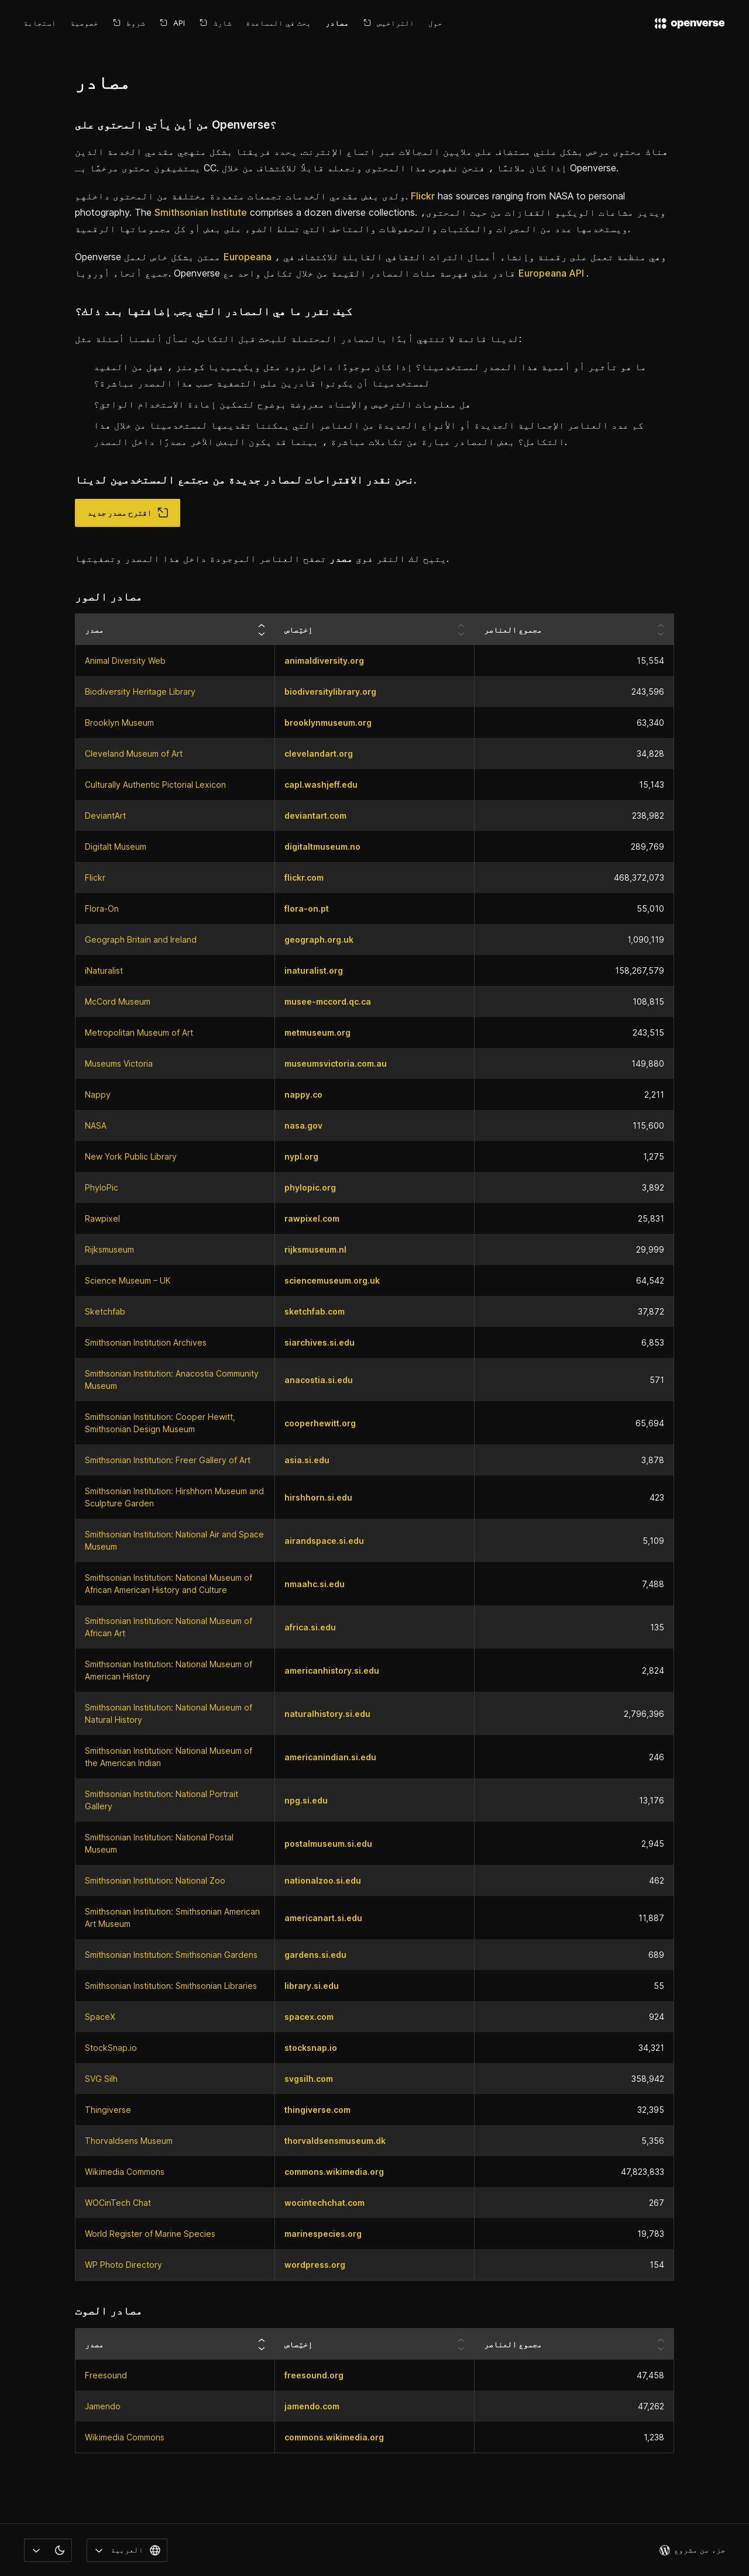 openverse
حول
التراخيص
مصادر
بحث في المساعدة
شارك
API
شروط
خصوصية
استجابة
مصادر
من أين يأتي المحتوى على Openverse؟
هناك محتوى مرخص بشكل علني مستضاف على ملايين المجالات عبر اتساع الإنترنت. يحدد فريقنا بشكل منهجي مقدمي الخدمة الذين
يستضيفون محتوى مرخصًا بـ CC. إذا كان ملائمًا ، فنحن نفهرس هذا المحتوى ونجعله قابلاً للاكتشاف من خلال Openverse.
ولدى بعض مقدمي الخدمات تجمعات متعددة مختلفة من المحتوى داخلهم. Flickr has sources ranging from NASA to personal
photography. The Smithsonian Institute comprises a dozen diverse collections. ويدير مشاعات الويكيو القفازات من حيث المحتوى،
ويستخدمها عدد من المجرات والمكتبات والمحفوظات والمتاحف التي تسلط الضوء على بعض أو كل مجموعاتها الرقمية.
Openverse ممتن بشكل خاص لعمل Europeana ، وهي منظمة تعمل على رقمنة وإنشاء أعمال التراث الثقافي القابلة للاكتشاف في
جميع أنحاء أوروبا. Openverse قادر على فهرسة مئات المصادر القيمة من خلال تكامل واحد مع Europeana API .
كيف نقرر ما هي المصادر التي يجب إضافتها بعد ذلك؟
لدينا قائمة لا تنتهي أبدًا بالمصادر المحتملة للبحث قبل التكامل. نسأل أنفسنا أسئلة مثل:
ما هو تأثير أو أهمية هذا المصدر لمستخدمينا؟ إذا كان موجودًا داخل مزود مثل ويكيميديا كومنز ، فهل من المفيد
لمستخدمينا أن يكونوا قادرين على التصفية حسب هذا المصدر مباشرة؟
هل معلومات الترخيص والإسناد معروضة بوضوح لتمكين إعادة الاستخدام الواثق؟
كم عدد العناصر الإجمالية الجديدة أو الأنواع الجديدة من العناصر التي يمكننا تقديمها لمستخدمينا من خلال هذا
التكامل؟ بعض المصادر عبارة عن تكاملات مباشرة ، بينما قد يكون البعض الآخر مصدرًا داخل المصدر.
نحن نقدر الاقتراحات لمصادر جديدة من مجتمع المستخدمين لدينا.
اقترح مصدر جديد
يتيح لك النقر فوق مصدر تصفح العناصر الموجودة داخل هذا المصدر وتصفيتها.
مصادر الصور
مصدر إختِصاص مجموع العناصر
Animal Diversity Web animaldiversity.org 15,554
Biodiversity Heritage Library biodiversitylibrary.org 243,596
Brooklyn Museum brooklynmuseum.org 63,340
Cleveland Museum of Art clevelandart.org 34,828
Culturally Authentic Pictorial Lexicon capl.washjeff.edu 15,143
DeviantArt deviantart.com 238,982
Digitalt Museum digitaltmuseum.no 289,769
Flickr flickr.com 468,372,073
Flora-On flora-on.pt 55,010
Geograph Britain and Ireland geograph.org.uk 1,090,119
iNaturalist inaturalist.org 158,267,579
McCord Museum musee-mccord.qc.ca 108,815
Metropolitan Museum of Art metmuseum.org 243,515
Museums Victoria museumsvictoria.com.au 149,880
Nappy nappy.co 2,211
NASA nasa.gov 115,600
New York Public Library nypl.org 1,275
PhyloPic phylopic.org 3,892
Rawpixel rawpixel.com 25,831
Rijksmuseum rijksmuseum.nl 29,999
Science Museum – UK sciencemuseum.org.uk 64,542
Sketchfab sketchfab.com 37,872
Smithsonian Institution Archives siarchives.si.edu 6,853
Smithsonian Institution: Anacostia Community
Museum anacostia.si.edu 571
Smithsonian Institution: Cooper Hewitt,
Smithsonian Design Museum cooperhewitt.org 65,694
Smithsonian Institution: Freer Gallery of Art asia.si.edu 3,878
Smithsonian Institution: Hirshhorn Museum and
Sculpture Garden hirshhorn.si.edu 423
Smithsonian Institution: National Air and Space
Museum airandspace.si.edu 5,109
Smithsonian Institution: National Museum of
African American History and Culture nmaahc.si.edu 7,488
Smithsonian Institution: National Museum of
African Art africa.si.edu 135
Smithsonian Institution: National Museum of
American History americanhistory.si.edu 2,824
Smithsonian Institution: National Museum of
Natural History naturalhistory.si.edu 2,796,396
Smithsonian Institution: National Museum of
the American Indian americanindian.si.edu 246
Smithsonian Institution: National Portrait
Gallery npg.si.edu 13,176
Smithsonian Institution: National Postal
Museum postalmuseum.si.edu 2,945
Smithsonian Institution: National Zoo nationalzoo.si.edu 462
Smithsonian Institution: Smithsonian American
Art Museum americanart.si.edu 11,887
Smithsonian Institution: Smithsonian Gardens gardens.si.edu 689
Smithsonian Institution: Smithsonian Libraries library.si.edu 55
SpaceX spacex.com 924
StockSnap.io stocksnap.io 34,321
SVG Silh svgsilh.com 358,942
Thingiverse thingiverse.com 32,395
Thorvaldsens Museum thorvaldsensmuseum.dk 5,356
Wikimedia Commons commons.wikimedia.org 47,823,833
WOCinTech Chat wocintechchat.com 267
World Register of Marine Species marinespecies.org 19,783
WP Photo Directory wordpress.org 154
مصادر الصوت
مصدر إختِصاص مجموع العناصر
Freesound freesound.org 47,458
Jamendo jamendo.com 47,262
Wikimedia Commons commons.wikimedia.org 1,238
جزء من مشروع
العربية